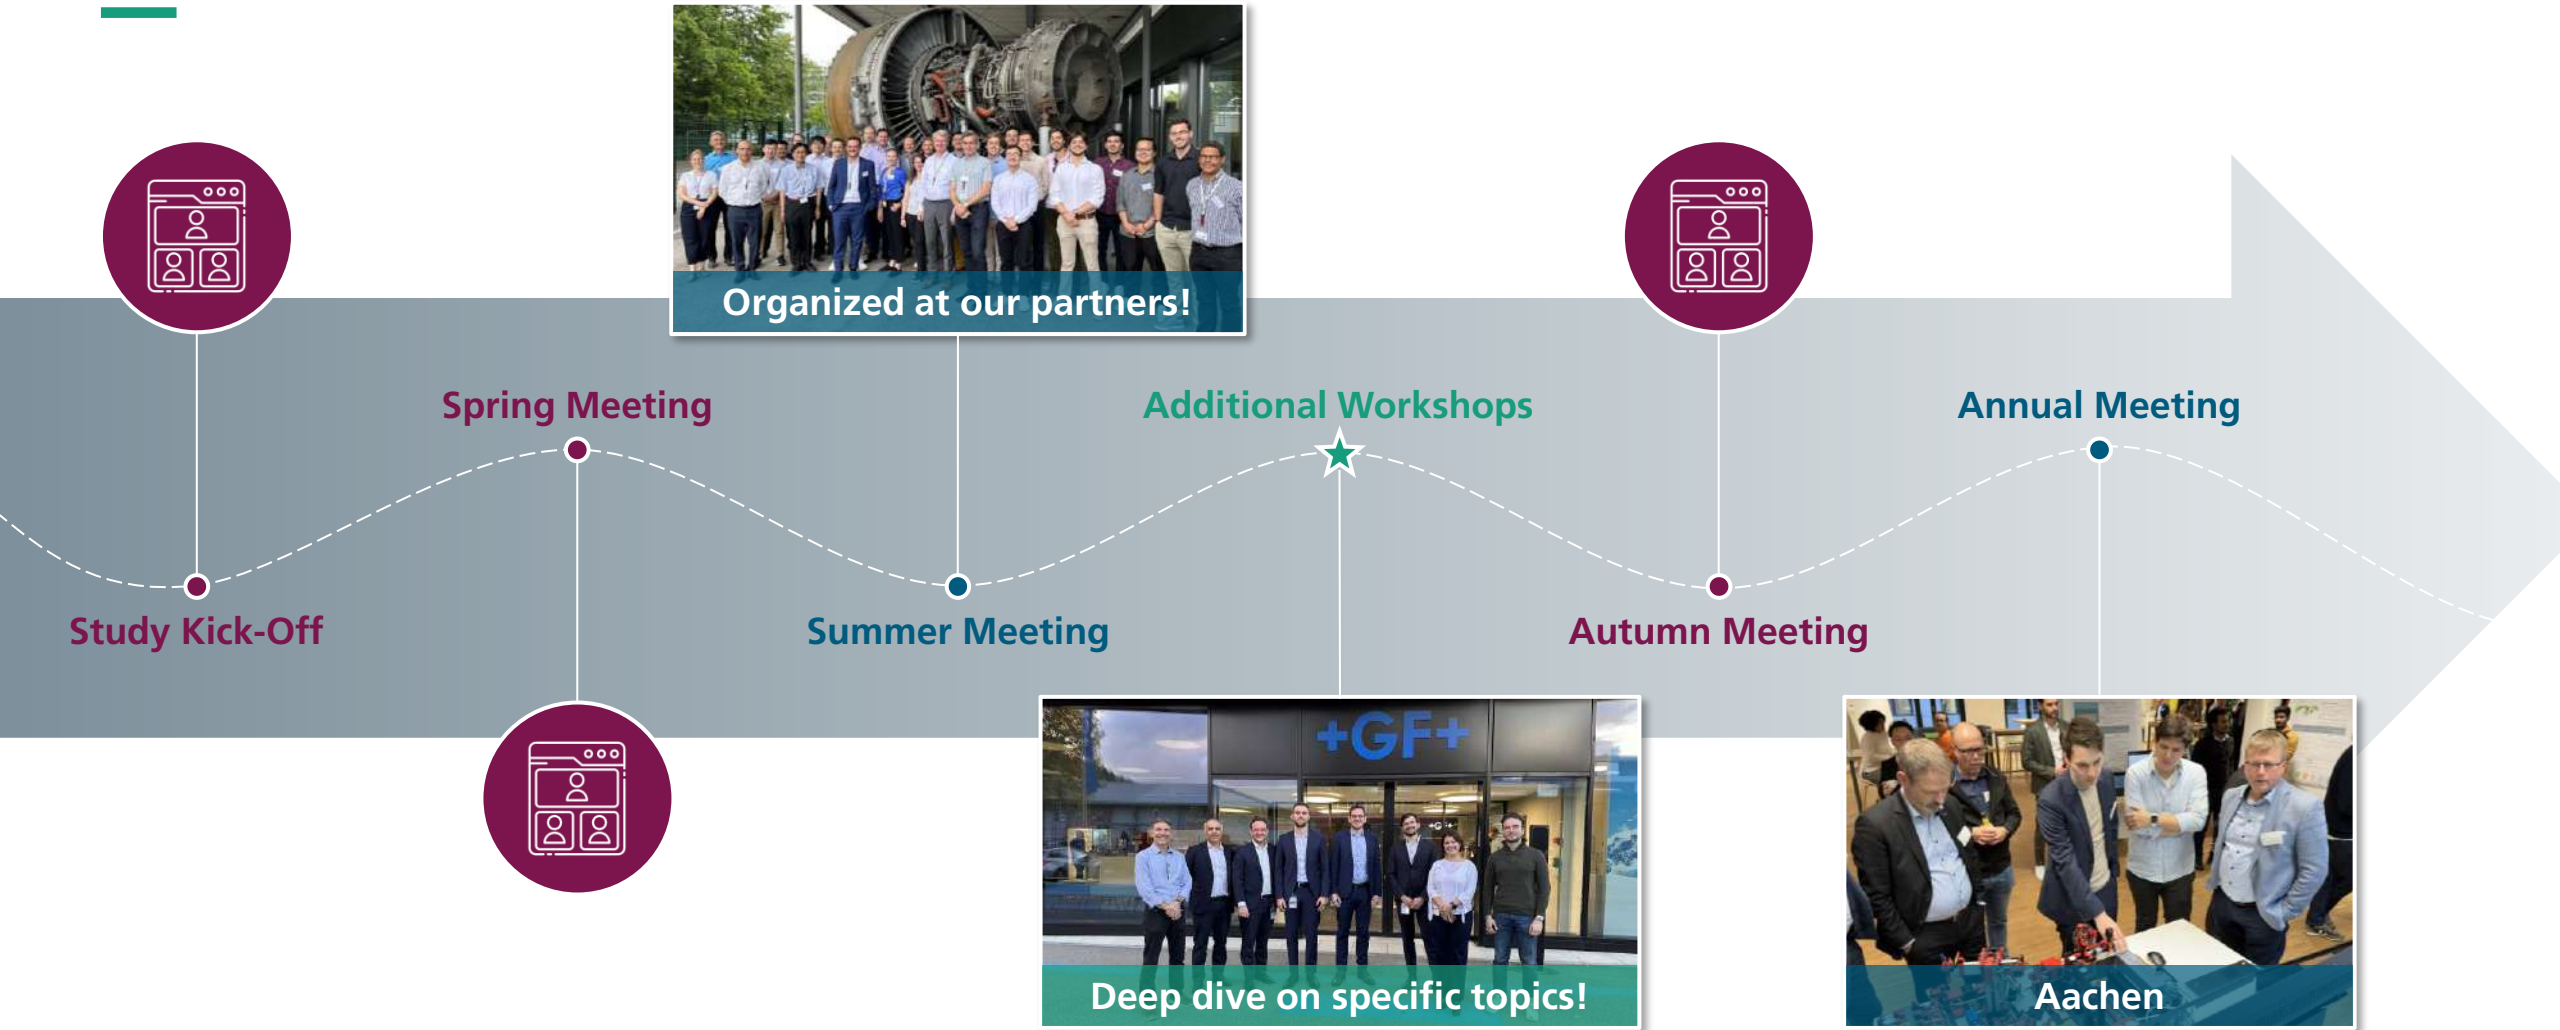 Organized at our partners!
Spring Meeting
Additional Workshops
Annual Meeting
Study Kick-Off
Summer Meeting
Autumn Meeting
+GF+
+GF+
Deep dive on specific topics!
Aachen